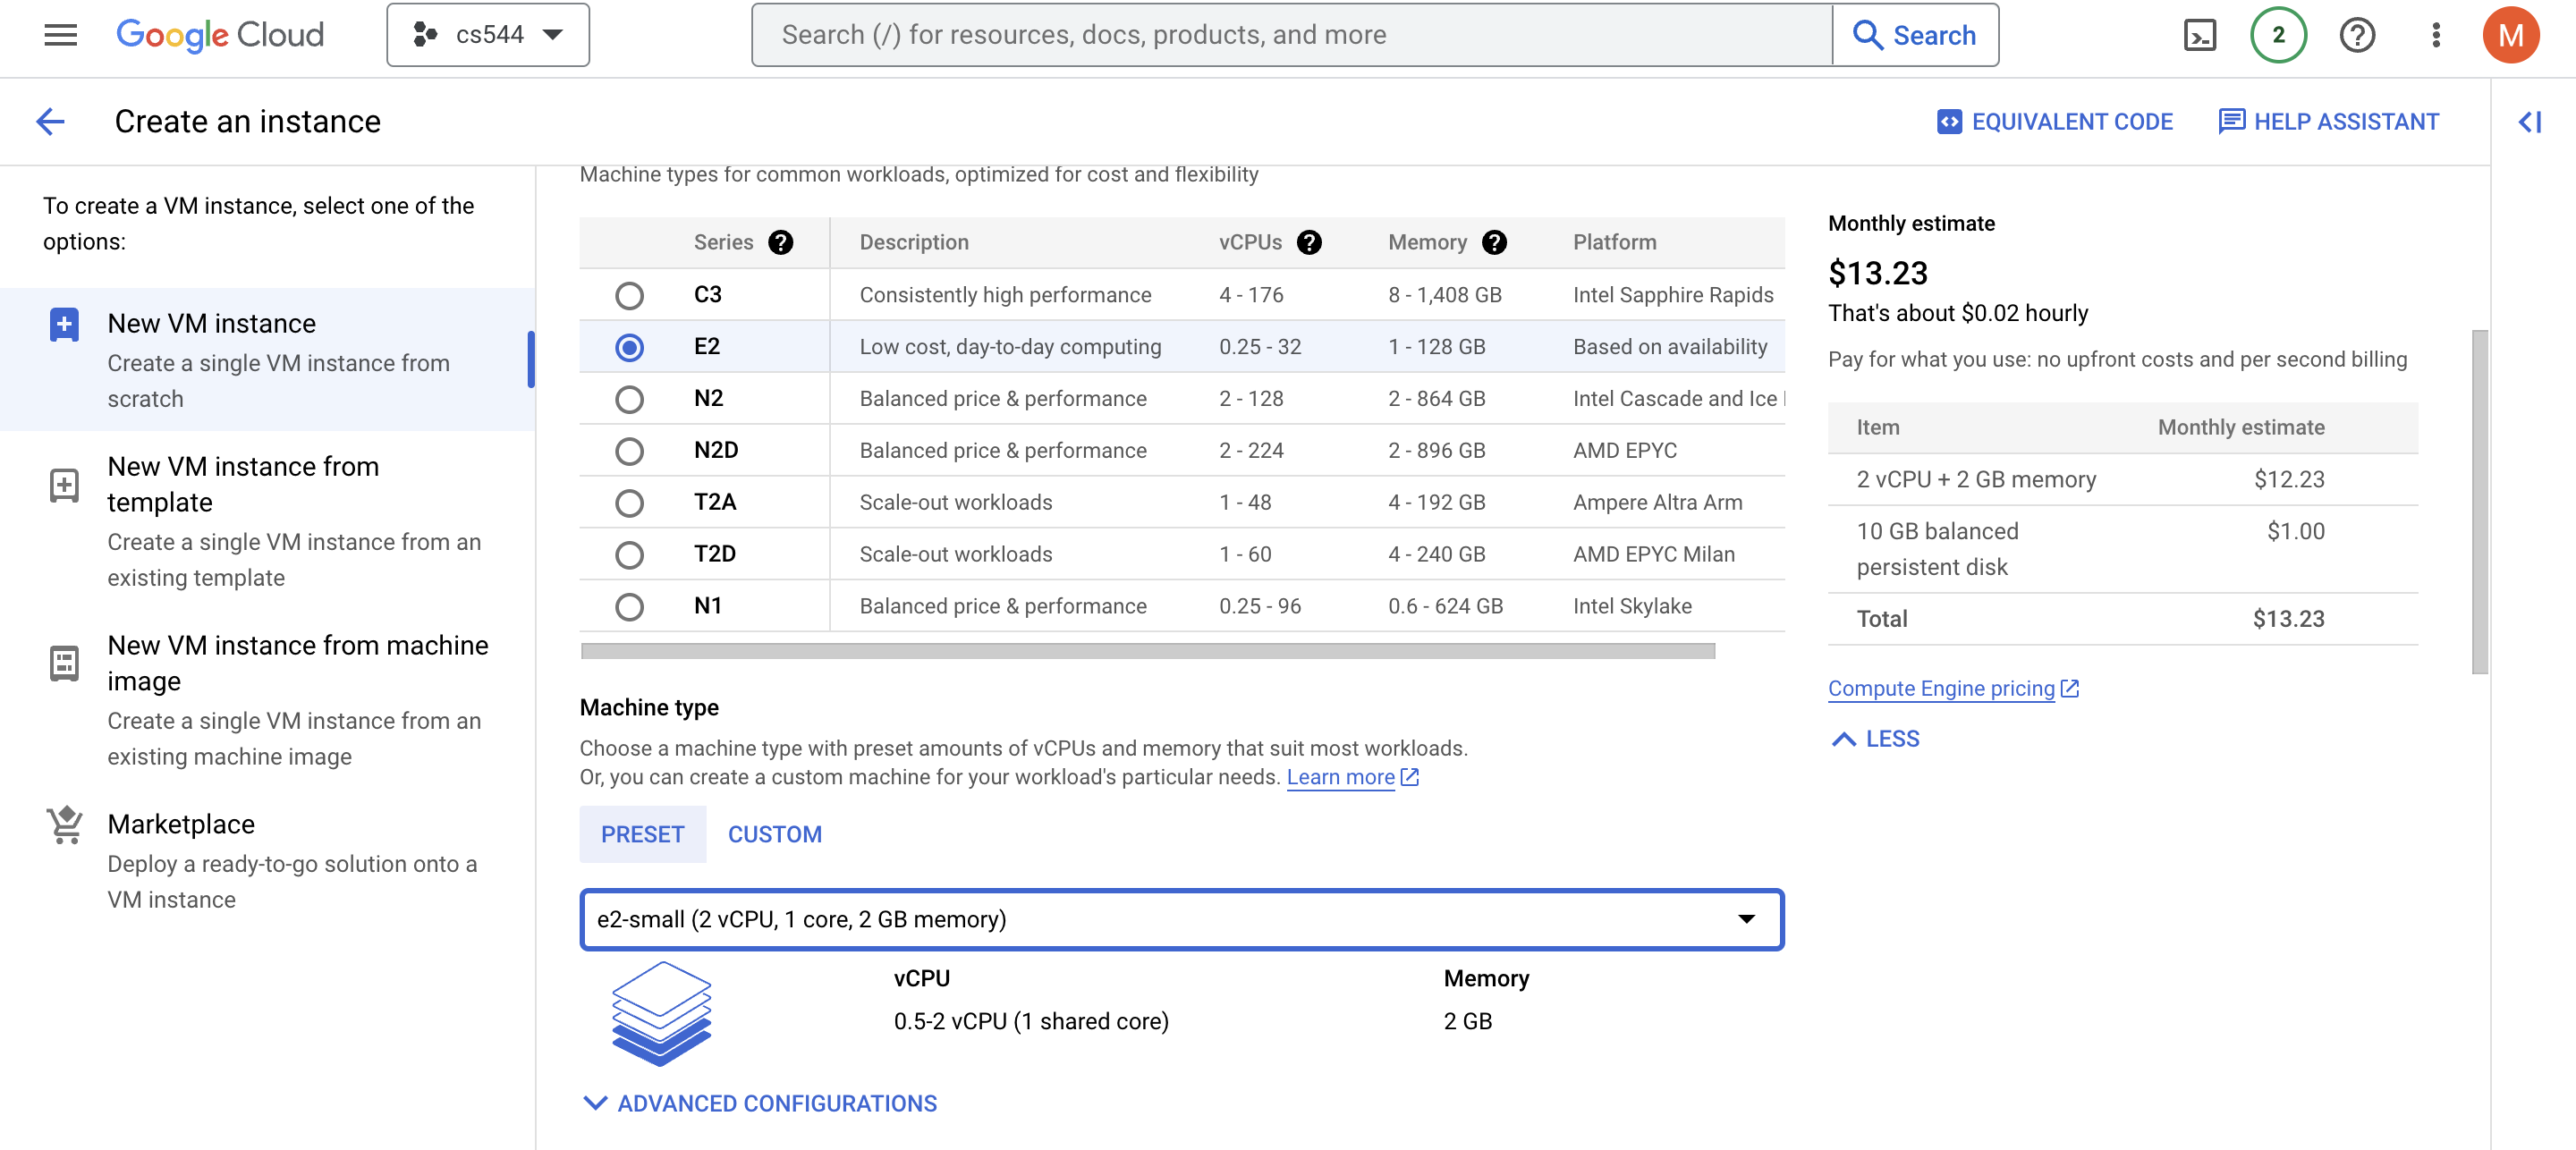 Google Cloud
cs544
Search (/) for resources, docs, products, and more
Search
2
M
Create an instance
EQUIVALENT CODE
HELP ASSISTANT
To create a VM instance, select one of the
options:
New VM instance
Create a single VM instance from
scratch
New VM instance from
template
Create a single VM instance from an
existing template
New VM instance from machine
image
Create a single VM instance from an
existing machine image
Marketplace
Deploy a ready-to-go solution onto a
VM instance
Machine types for common workloads, optimized for cost and flexibility
Series Description vCPUs Memory Platform
C3 Consistently high performance 4 - 176 8 - 1,408 GB Intel Sapphire Rapids
E2 Low cost, day-to-day computing 0.25 - 32 1 - 128 GB Based on availability
N2 Balanced price & performance 2 - 128 2 - 864 GB Intel Cascade and Ice
N2D Balanced price & performance 2 - 224 2 - 896 GB AMD EPYC
T2A Scale-out workloads 1 - 48 4 - 192 GB Ampere Altra Arm
T2D Scale-out workloads 1 - 60 4 - 240 GB AMD EPYC Milan
N1 Balanced price & performance 0.25 - 96 0.6 - 624 GB Intel Skylake
Machine type
Choose a machine type with preset amounts of vCPUs and memory that suit most workloads.
Or, you can create a custom machine for your workload's particular needs. Learn more
PRESET CUSTOM
e2-small (2 vCPU, 1 core, 2 GB memory)
vCPU Memory
0.5-2 vCPU (1 shared core) 2 GB
ADVANCED CONFIGURATIONS
Monthly estimate
$13.23
That's about $0.02 hourly
Pay for what you use: no upfront costs and per second billing
Item Monthly estimate
2 vCPU + 2 GB memory $12.23
10 GB balanced $1.00
persistent disk
Total $13.23
Compute Engine pricing
LESS